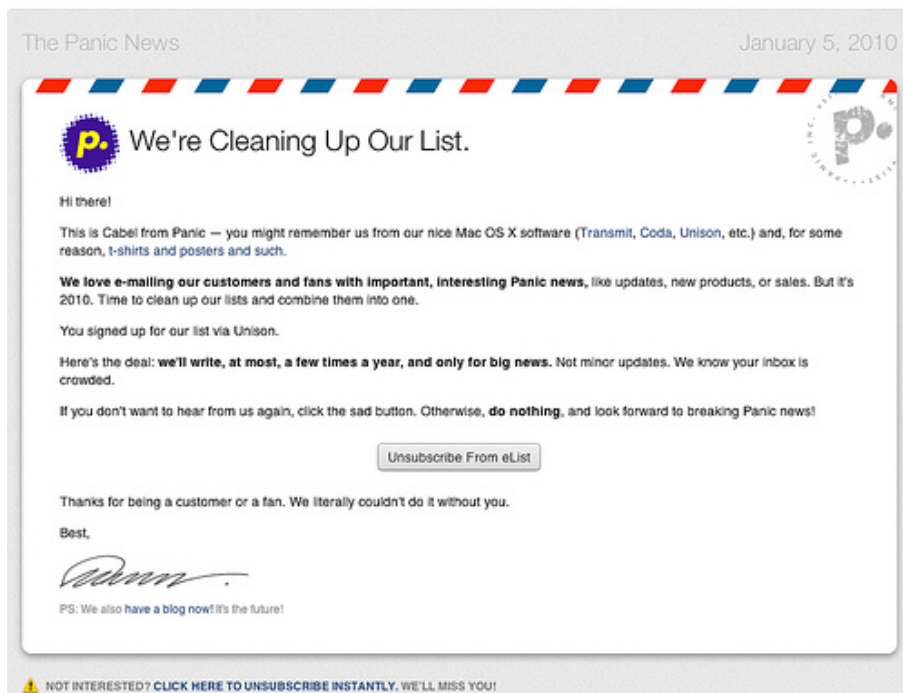 The Panic News
January 5, 2010
p.
We're Cleaning Up Our List.
Hi there!
This is Cabel from Panic — you might remember us from our nice Mac OS X software (Transmit, Coda, Unison, etc.) and, for some
reason, t-shirts and posters and such.
We love e-mailing our customers and fans with important, interesting Panic news, like updates, new products, or sales. But it's
2010. Time to clean up our lists and combine them into one.
You signed up for our list via Unison.
Here's the deal: we'll write, at most, a few times a year, and only for big news. Not minor updates. We know your inbox is
crowded.
If you don't want to hear from us again, click the sad button. Otherwise, do nothing, and look forward to breaking Panic news!
Unsubscribe From eList
Thanks for being a customer or a fan. We literally couldn't do it without you.
Best,
PS: We also have a blog now! It's the future!
NOT INTERESTED? CLICK HERE TO UNSUBSCRIBE INSTANTLY. WE'LL MISS YOU!